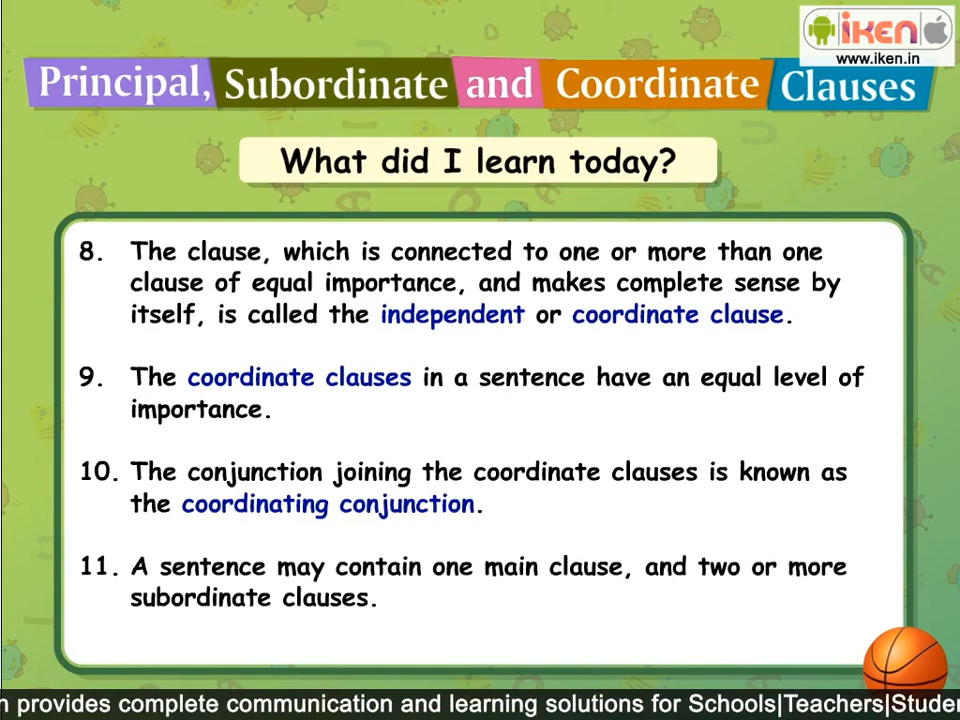 iKEN
www.iken.in
Principal, Subordinate and Coordinate Clauses
What did I learn today?
8. The clause, which is connected to one or more than one
clause of equal importance, and makes complete sense by
itself, is called the independent or coordinate clause.
9. The coordinate clauses in a sentence have an equal level of
importance.
10. The conjunction joining the coordinate clauses is known as
the coordinating conjunction.
11. A sentence may contain one main clause, and two or more
subordinate clauses.
n provides complete communication and learning solutions for Schools|Teachers|Studen